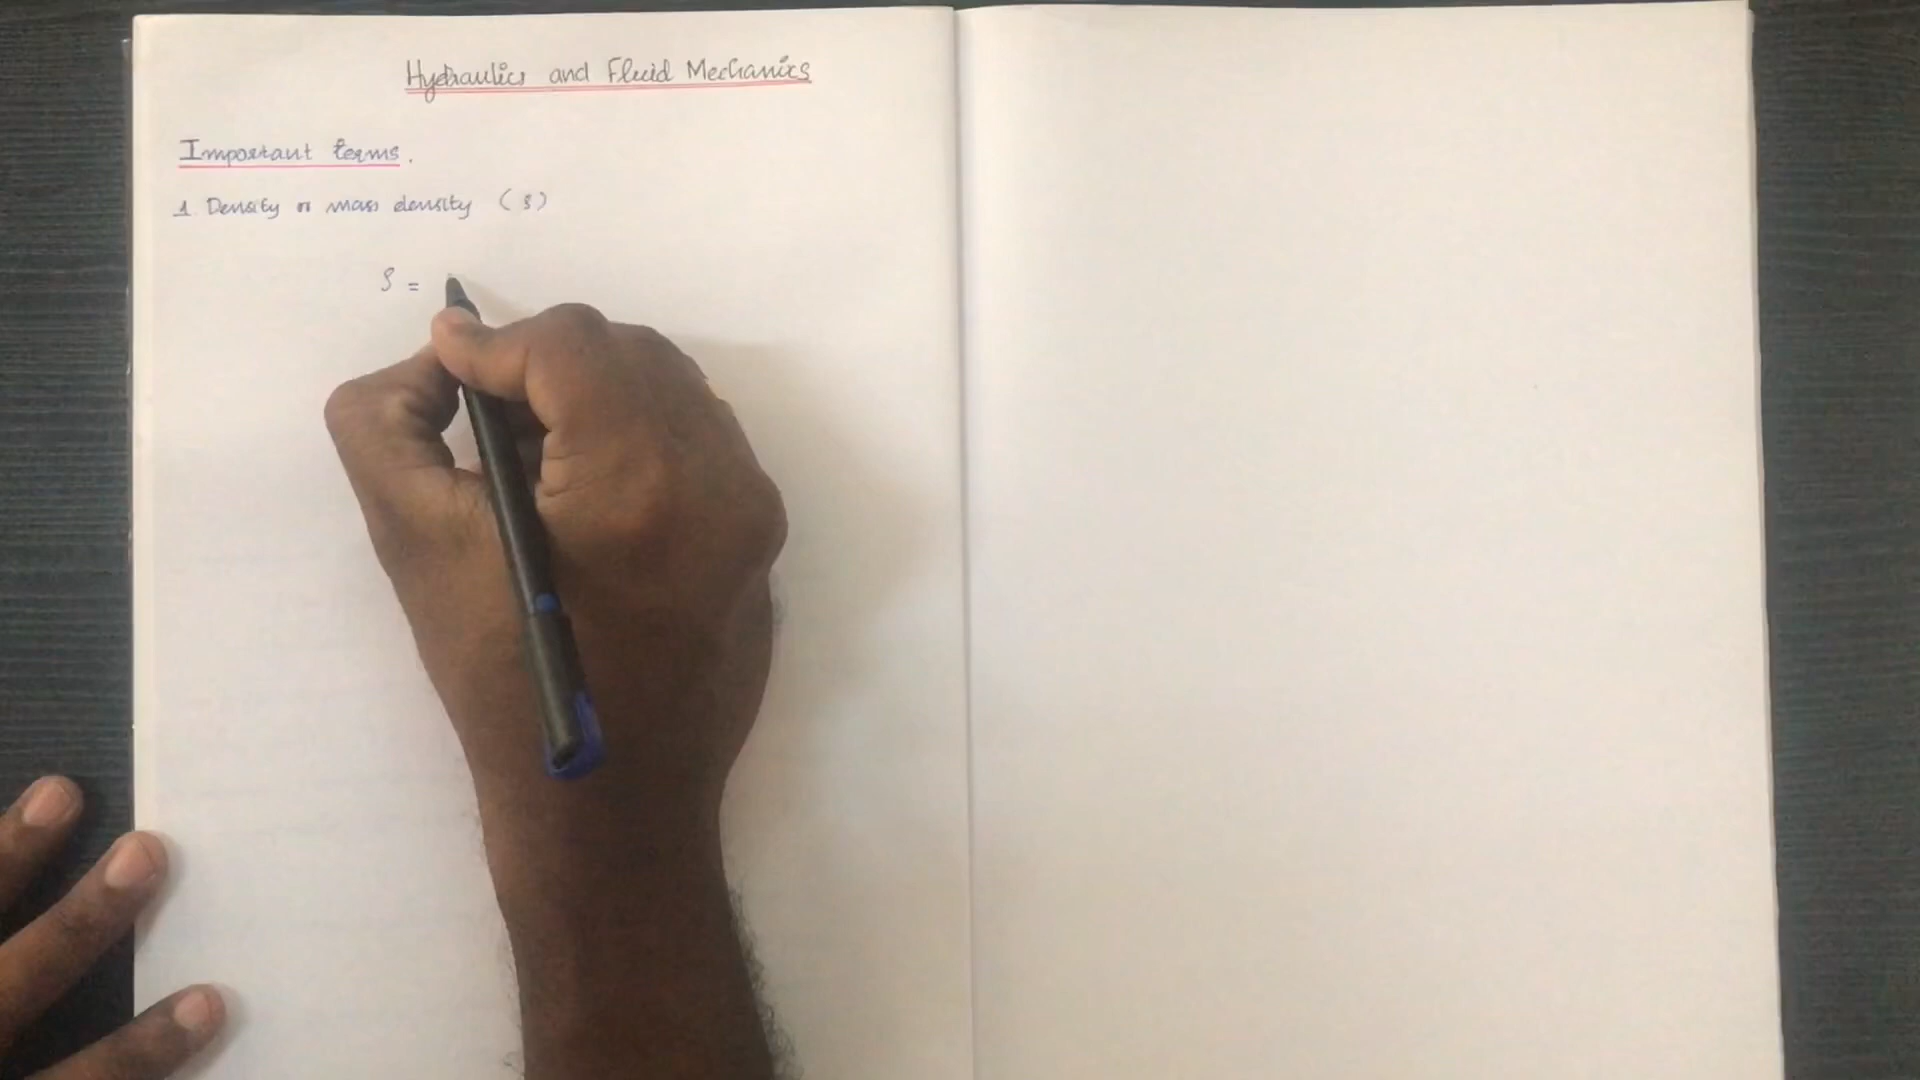 Hydraulics and Fluid Mechanics
Important terms.
1 Density or mass density (ρ)
ρ =